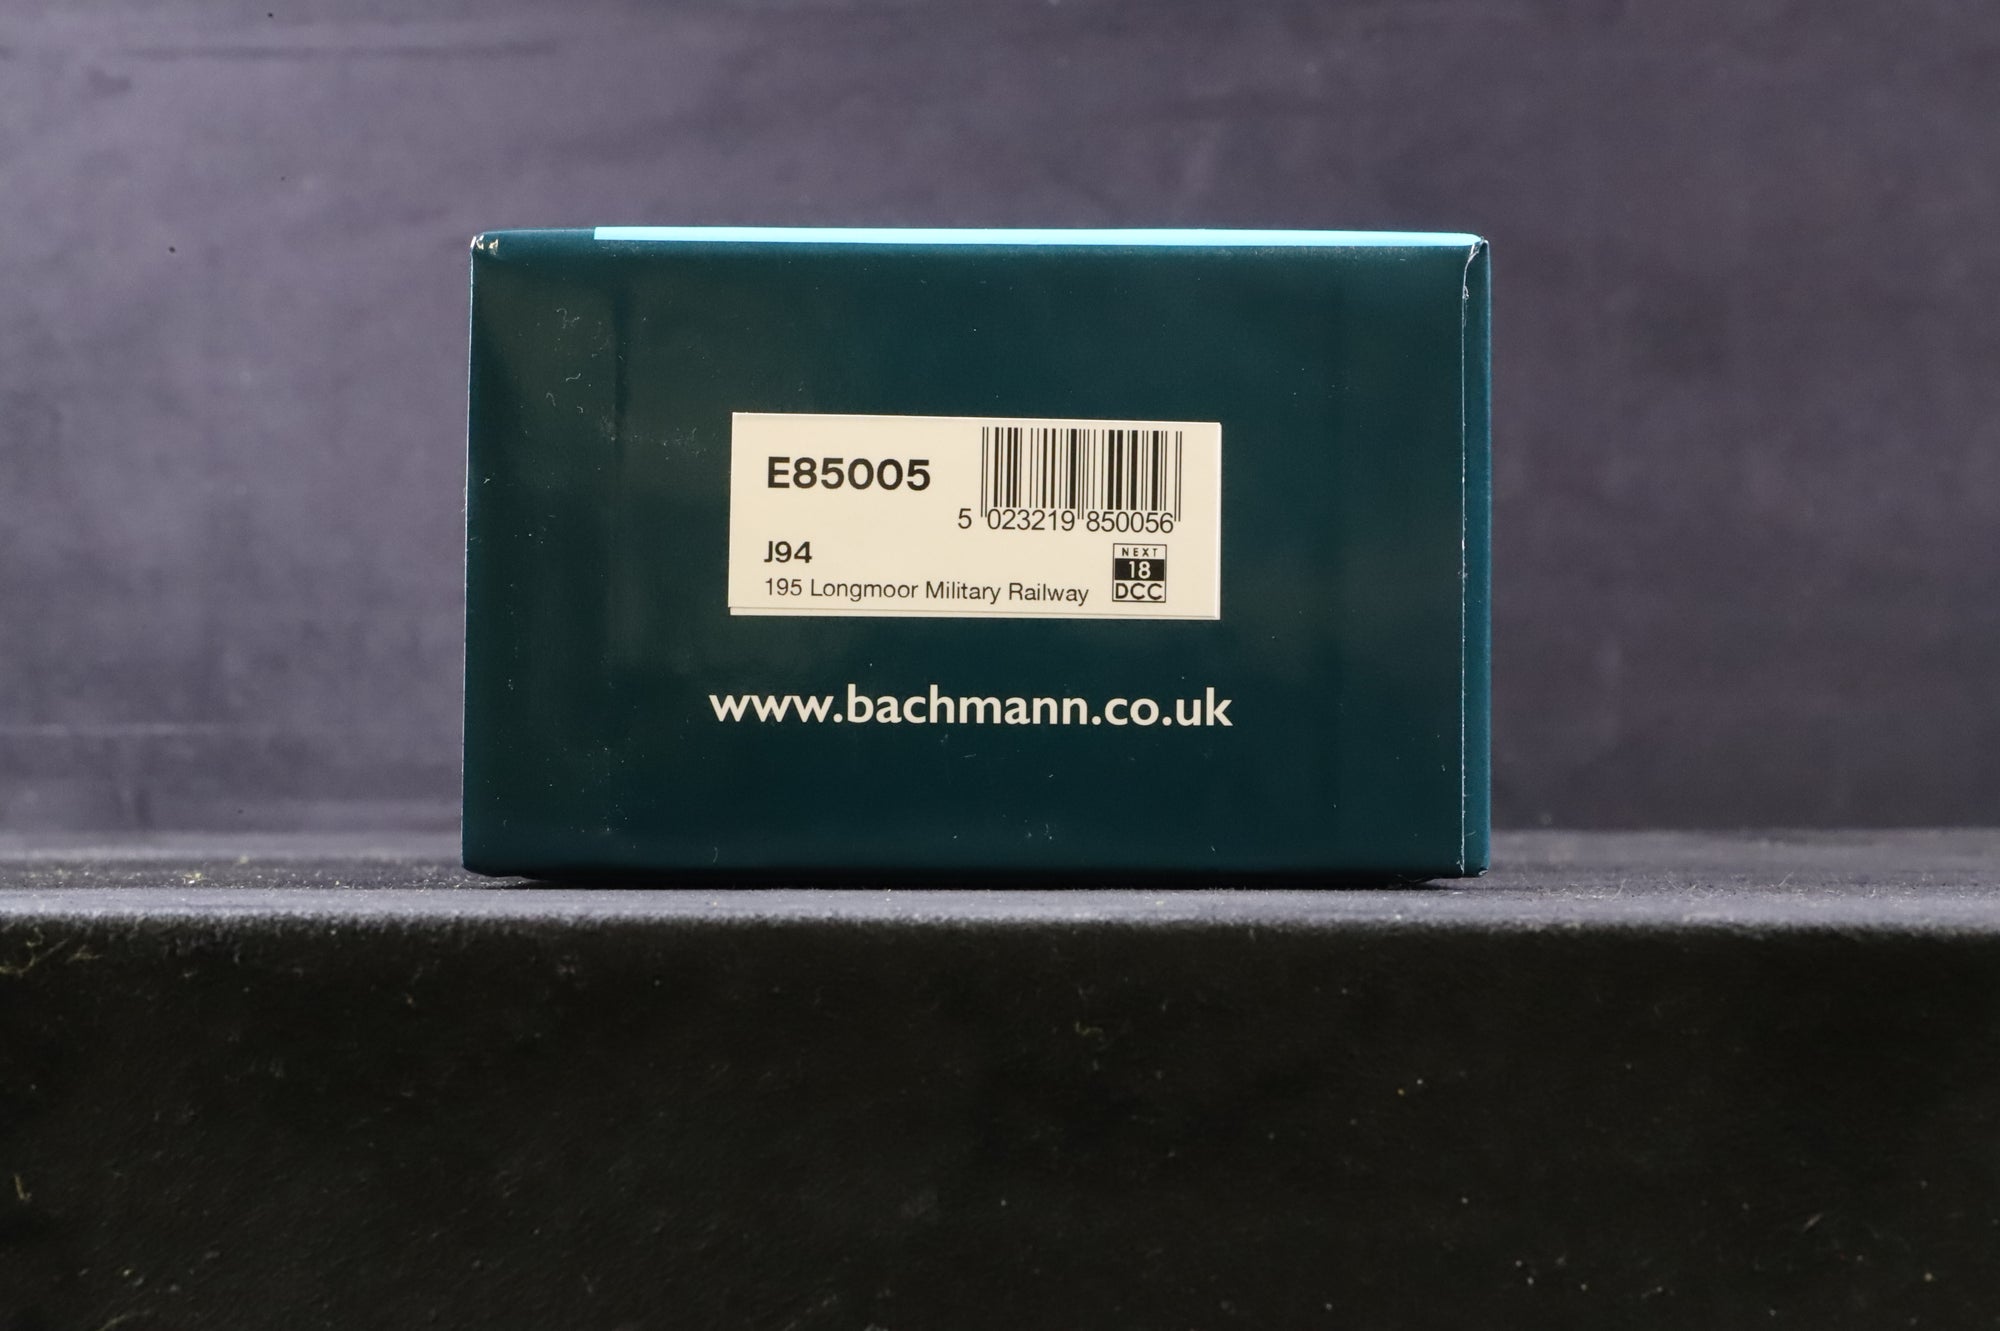 E85005
5 023219 850056
J94
195 Longmoor Military Railway
NEXT
18
DCC
www.bachmann.co.uk